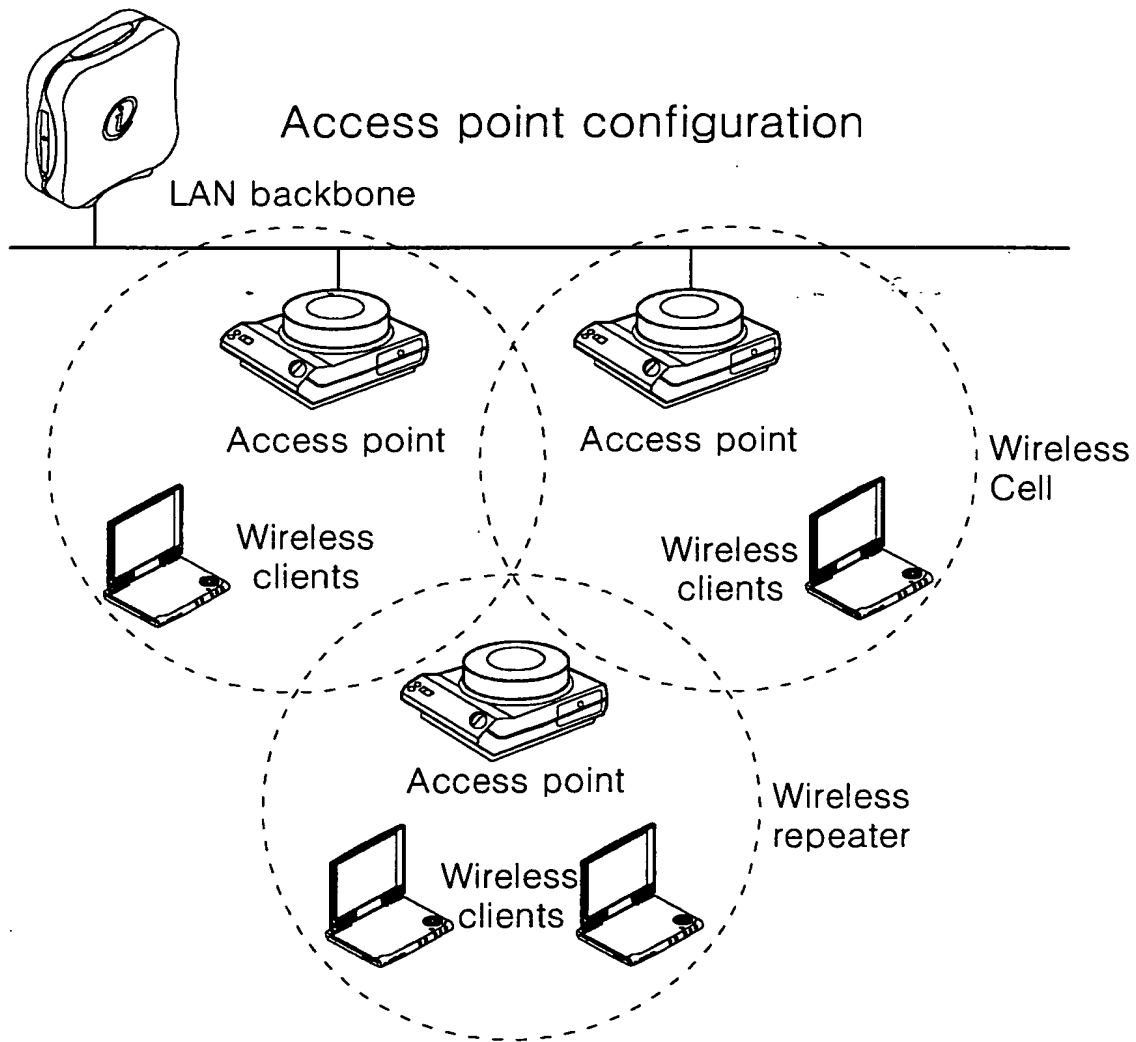 Access point configuration
LAN backbone
Access point
Access point
Wireless
Cell
Wireless
clients
Wireless
clients
Access point
Wireless
repeater
Wireless
clients